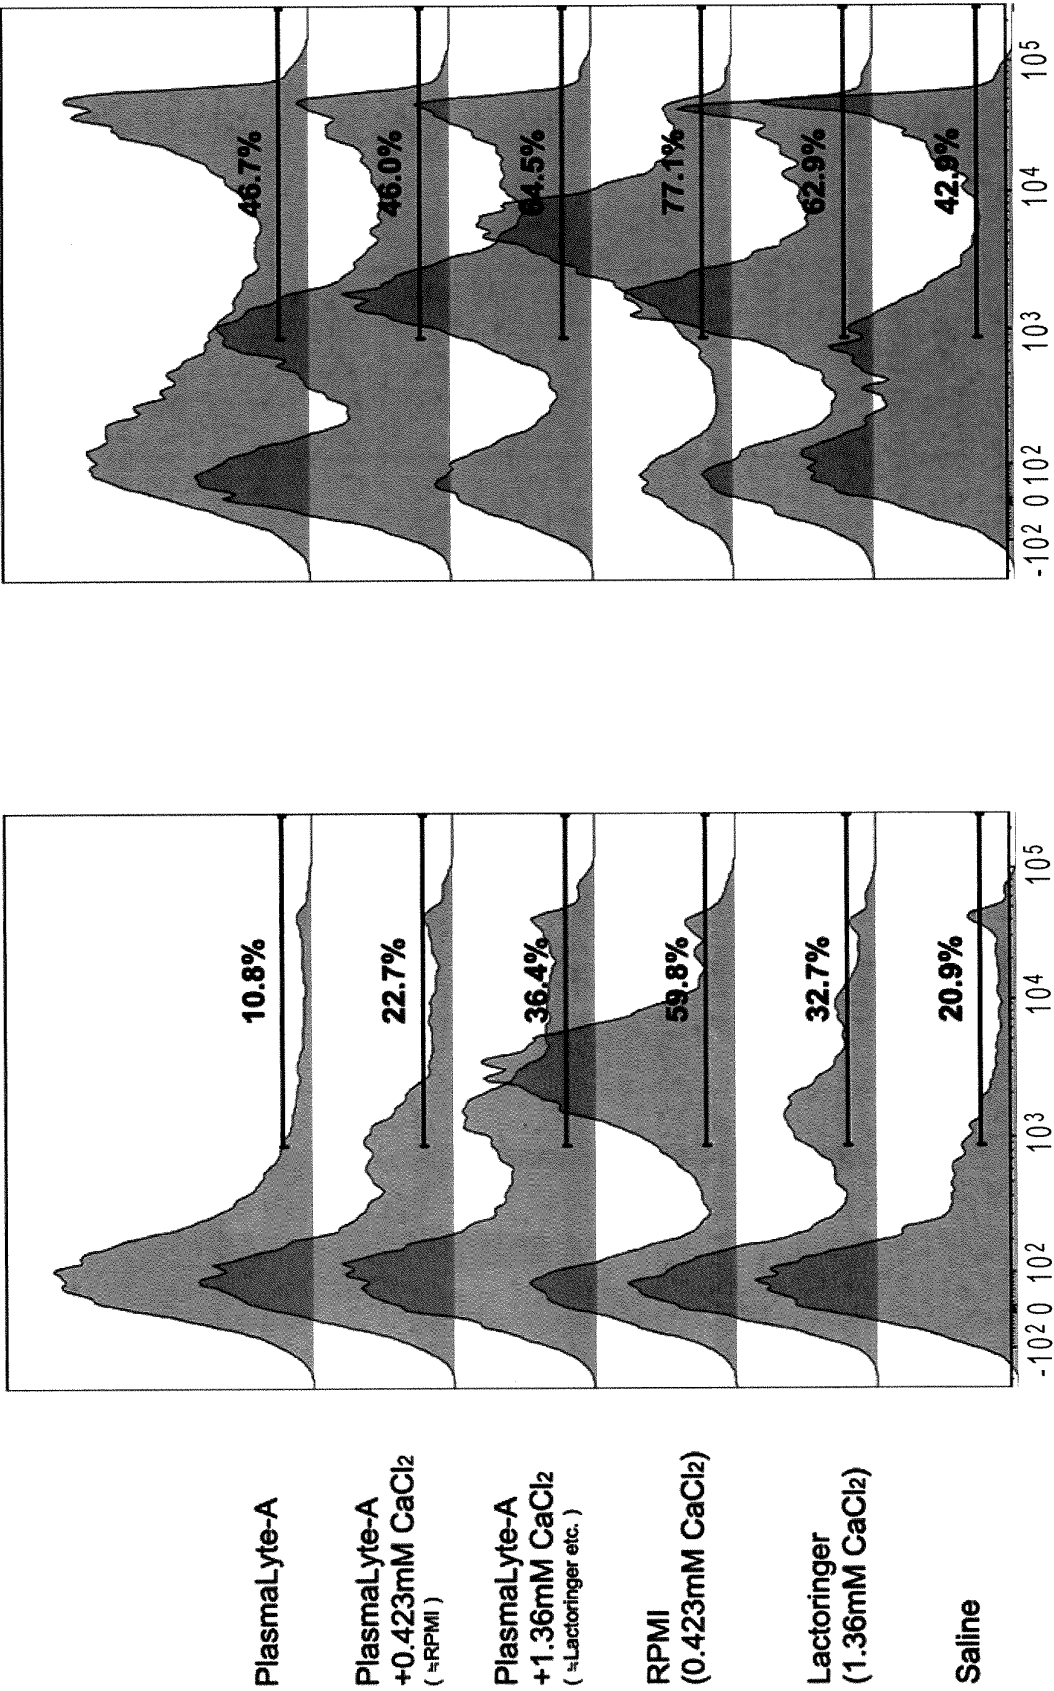 PlasmaLyte-A
10.8%
46.7%
PlasmaLyte-A
+0.423mM CaCl₂
( ≒RPMI )
22.7%
46.0%
PlasmaLyte-A
+1.36mM CaCl₂
( ≒Lactoringer etc. )
36.4%
64.5%
RPMI
(0.423mM CaCl₂)
59.8%
77.1%
Lactoringer
(1.36mM CaCl₂)
32.7%
62.9%
Saline
20.9%
42.9%
-10² 0 10² 10³ 10⁴ 10⁵
-10² 0 10² 10³ 10⁴ 10⁵